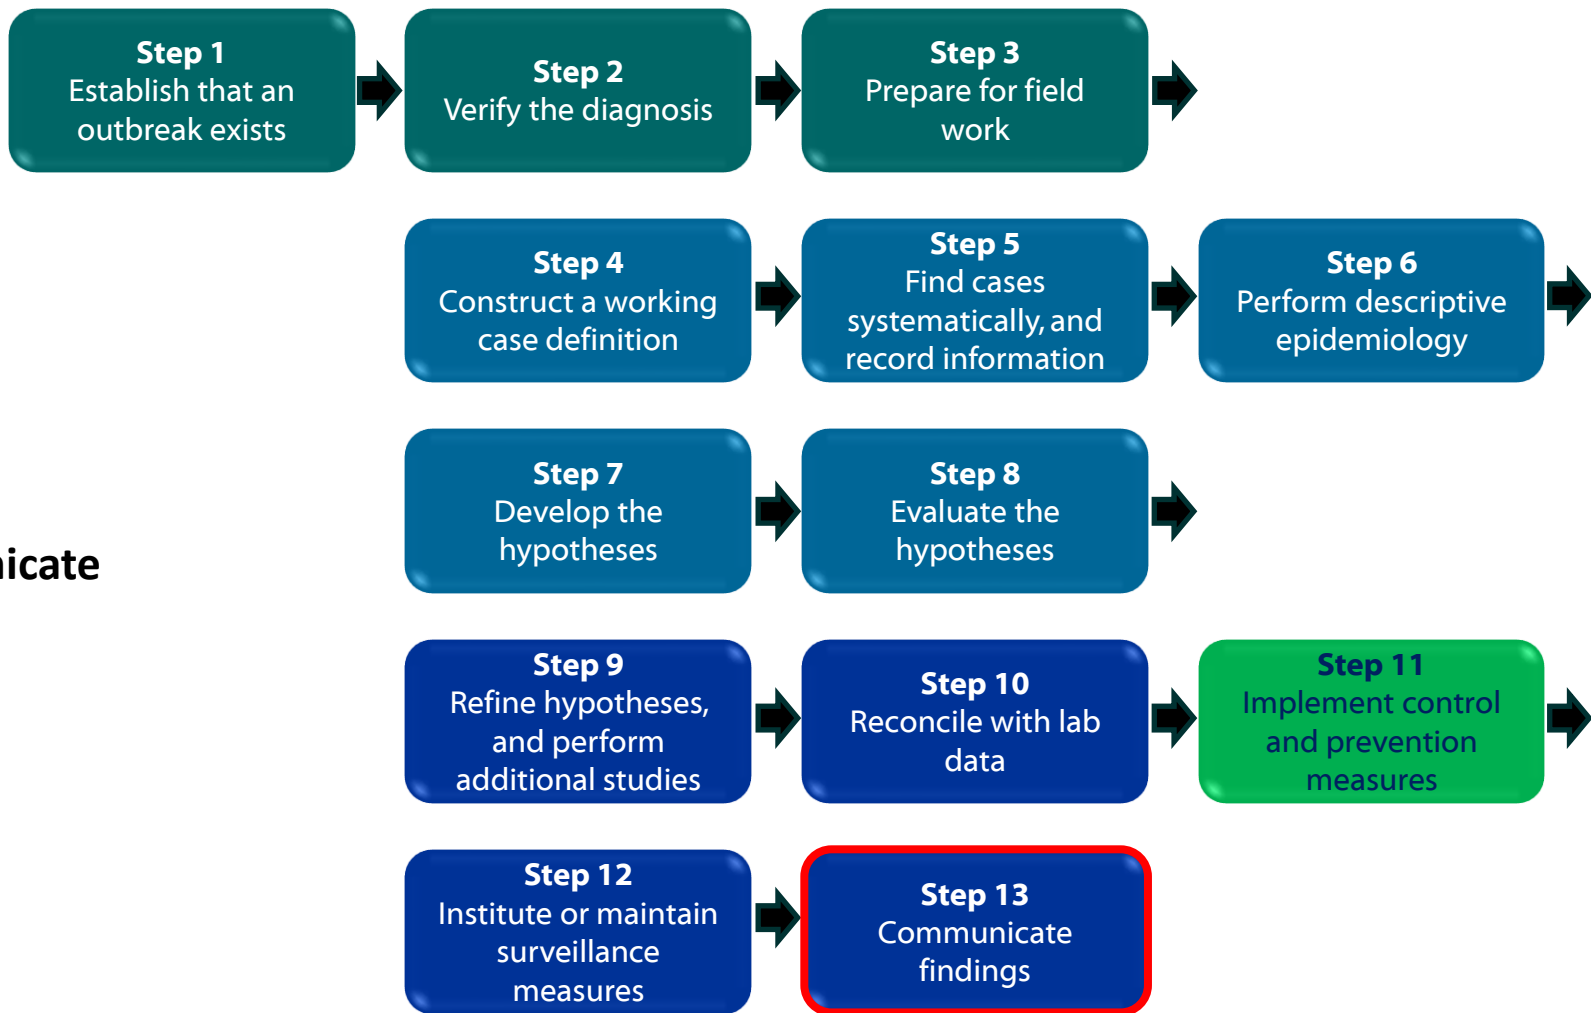 Step 1
Establish that an
outbreak exists
Step 2
Verify the diagnosis
Step 3
Prepare for field
work
Step 4
Construct a working
case definition
Step 5
Find cases
systematically, and
record information
Step 6
Perform descriptive
epidemiology
Step 7
Develop the
hypotheses
Step 8
Evaluate the
hypotheses
nicate
Step 9
Refine hypotheses,
and perform
additional studies
Step 10
Reconcile with lab
data
Step 11
Implement control
and prevention
measures
Step 12
Institute or maintain
surveillance
measures
Step 13
Communicate
findings